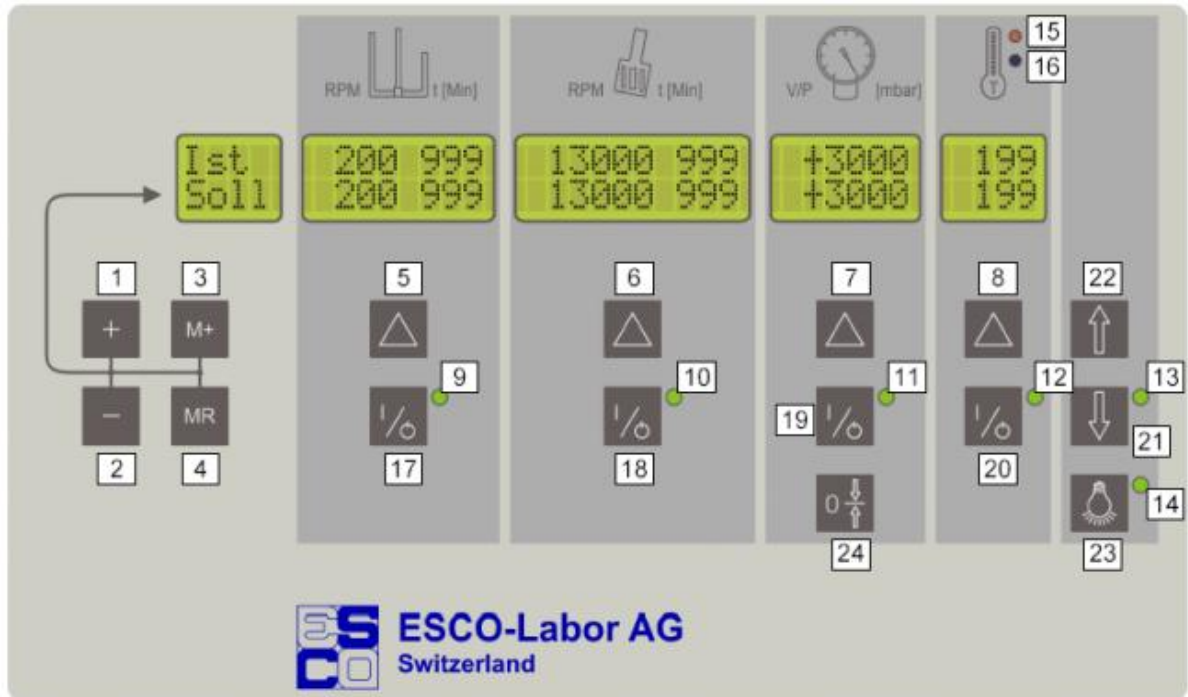 15
16
RPM t [Min]
RPM t [Min]
V/P [mbar]
T
Ist 200 999 13000 999 +3000 199
Soll 200 999 13000 999 +3000 199
1 3 5 6 7 8 22
+ M+
9 10 11 12 13
- MR I/ I/ 19 I/ I/ 21
2 4 17 18 20
0 14
24 23
ESCO
ESCO-Labor AG
Switzerland